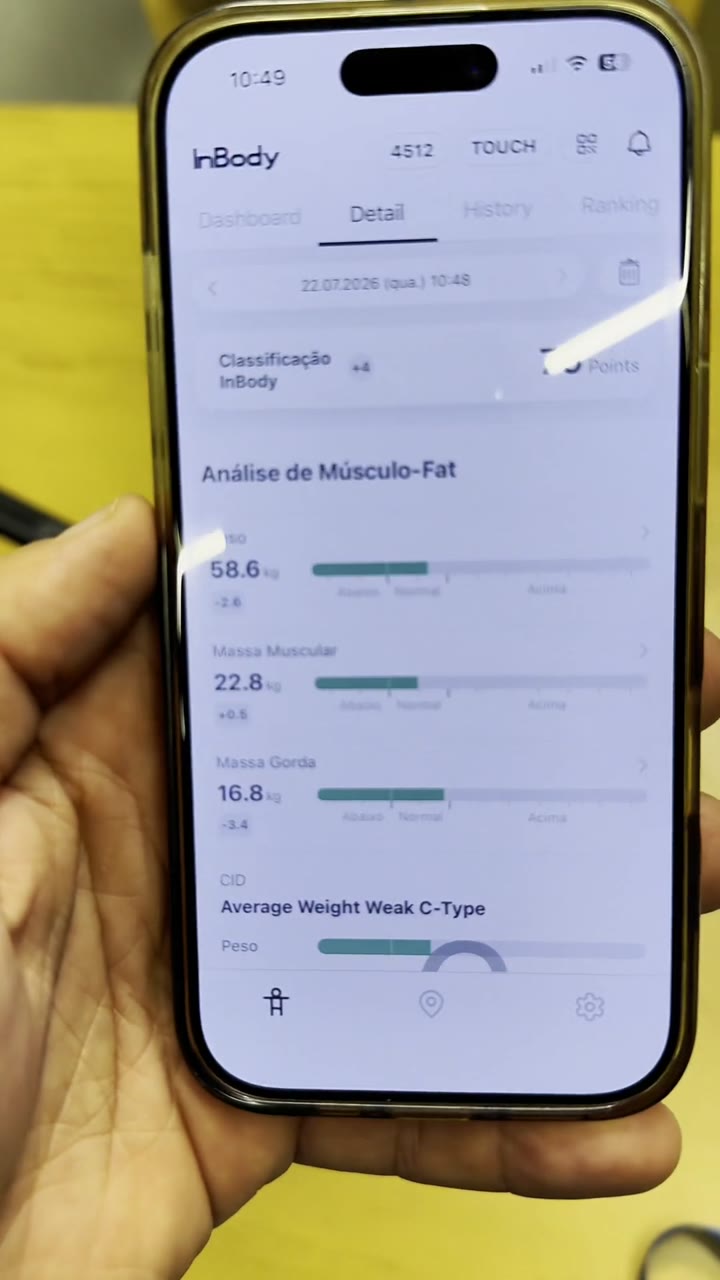 10:49
InBody 4512 TOUCH
Dashboard Detail History Ranking
22.07.2026 (qua.) 10:48
Classificação InBody +4 Points
Análise de Músculo-Fat
58.6 kg
-2.6
Abaixo Normal Acima
Massa Muscular
22.8 kg
+0.5
Abaixo Normal Acima
Massa Gorda
16.8 kg
-3.4
Abaixo Normal Acima
CID
Average Weight Weak C-Type
Peso